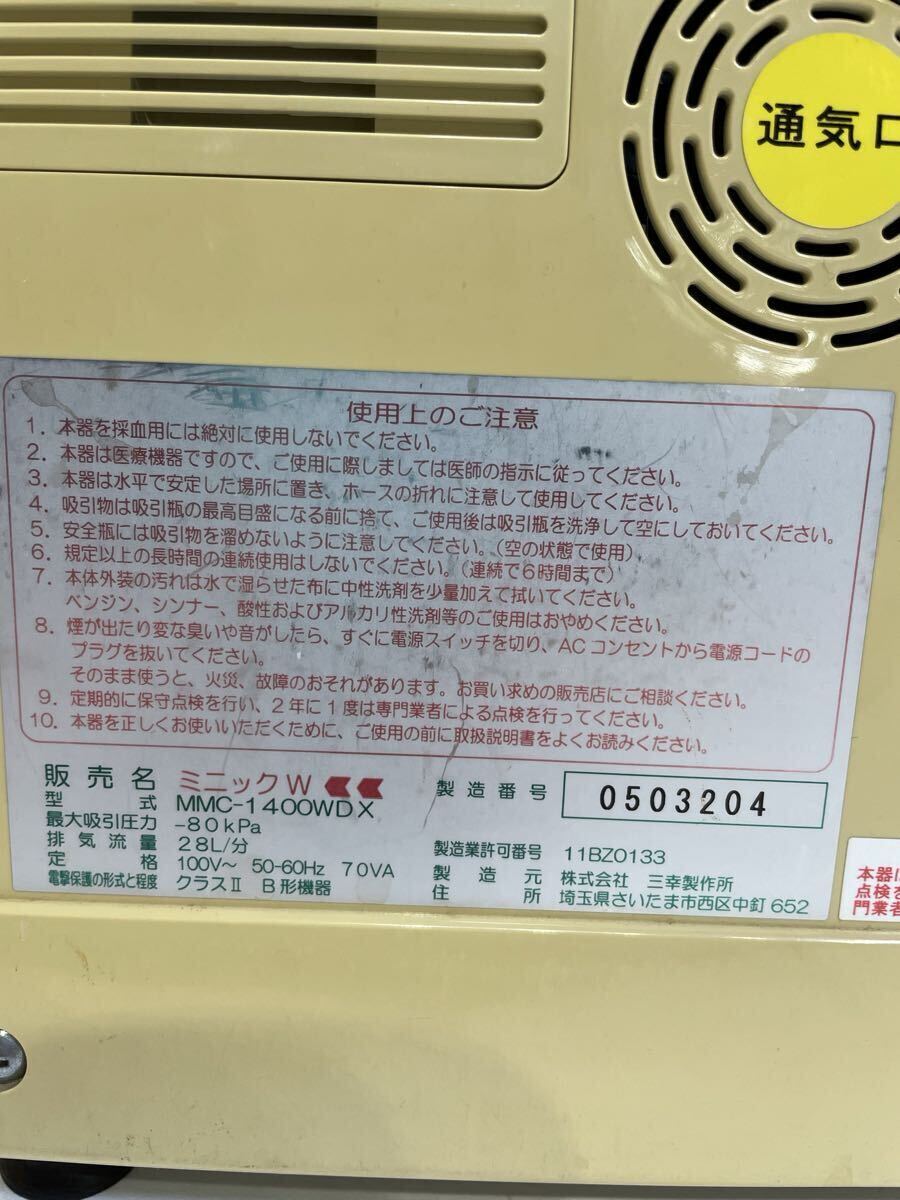 通気口
使用上のご注意
1. 本器を採血用には絶対に使用しないでください。
2. 本器は医療機器ですので、ご使用に際しましては医師の指示に従ってください。
3. 本器は水平で安定した場所に置き、ホースの折れに注意して使用してください。
4. 吸引物は吸引瓶の最高目盛になる前に捨て、ご使用後は吸引瓶を洗浄して空にしておいてください。
5. 安全瓶には吸引物を溜めないように注意してください。(空の状態で使用)
6. 規定以上の長時間の連続使用はしないでください。(連続で6時間まで)
7. 本体外装の汚れは水で湿らせた布に中性洗剤を少量加えて拭いてください。
ベンジン、シンナー、酸性およびアルカリ性洗剤等のご使用はおやめください。
8. 煙が出たり変な臭いや音がしたら、すぐに電源スイッチを切り、ACコンセントから電源コードの
プラグを抜いてください。
そのまま使うと、火災、故障のおそれがあります。お買い求めの販売店にご相談ください。
9. 定期的に保守点検を行い、2年に1度は専門業者による点検を行ってください。
10. 本器を正しくお使いいただくために、ご使用の前に取扱説明書をよくお読みください。
販売名 ミニックW
型式 MMC-1400WDX
最大吸引圧力 -80kPa
排気流量 28L/分
定格 100V～ 50-60Hz 70VA
電撃保護の形式と程度 クラスⅡ B形機器
製造番号 0503204
製造業許可番号 11BZ0133
製造元 株式会社 三幸製作所
住所 埼玉県さいたま市西区中釘652
本器に
点検を
門業者